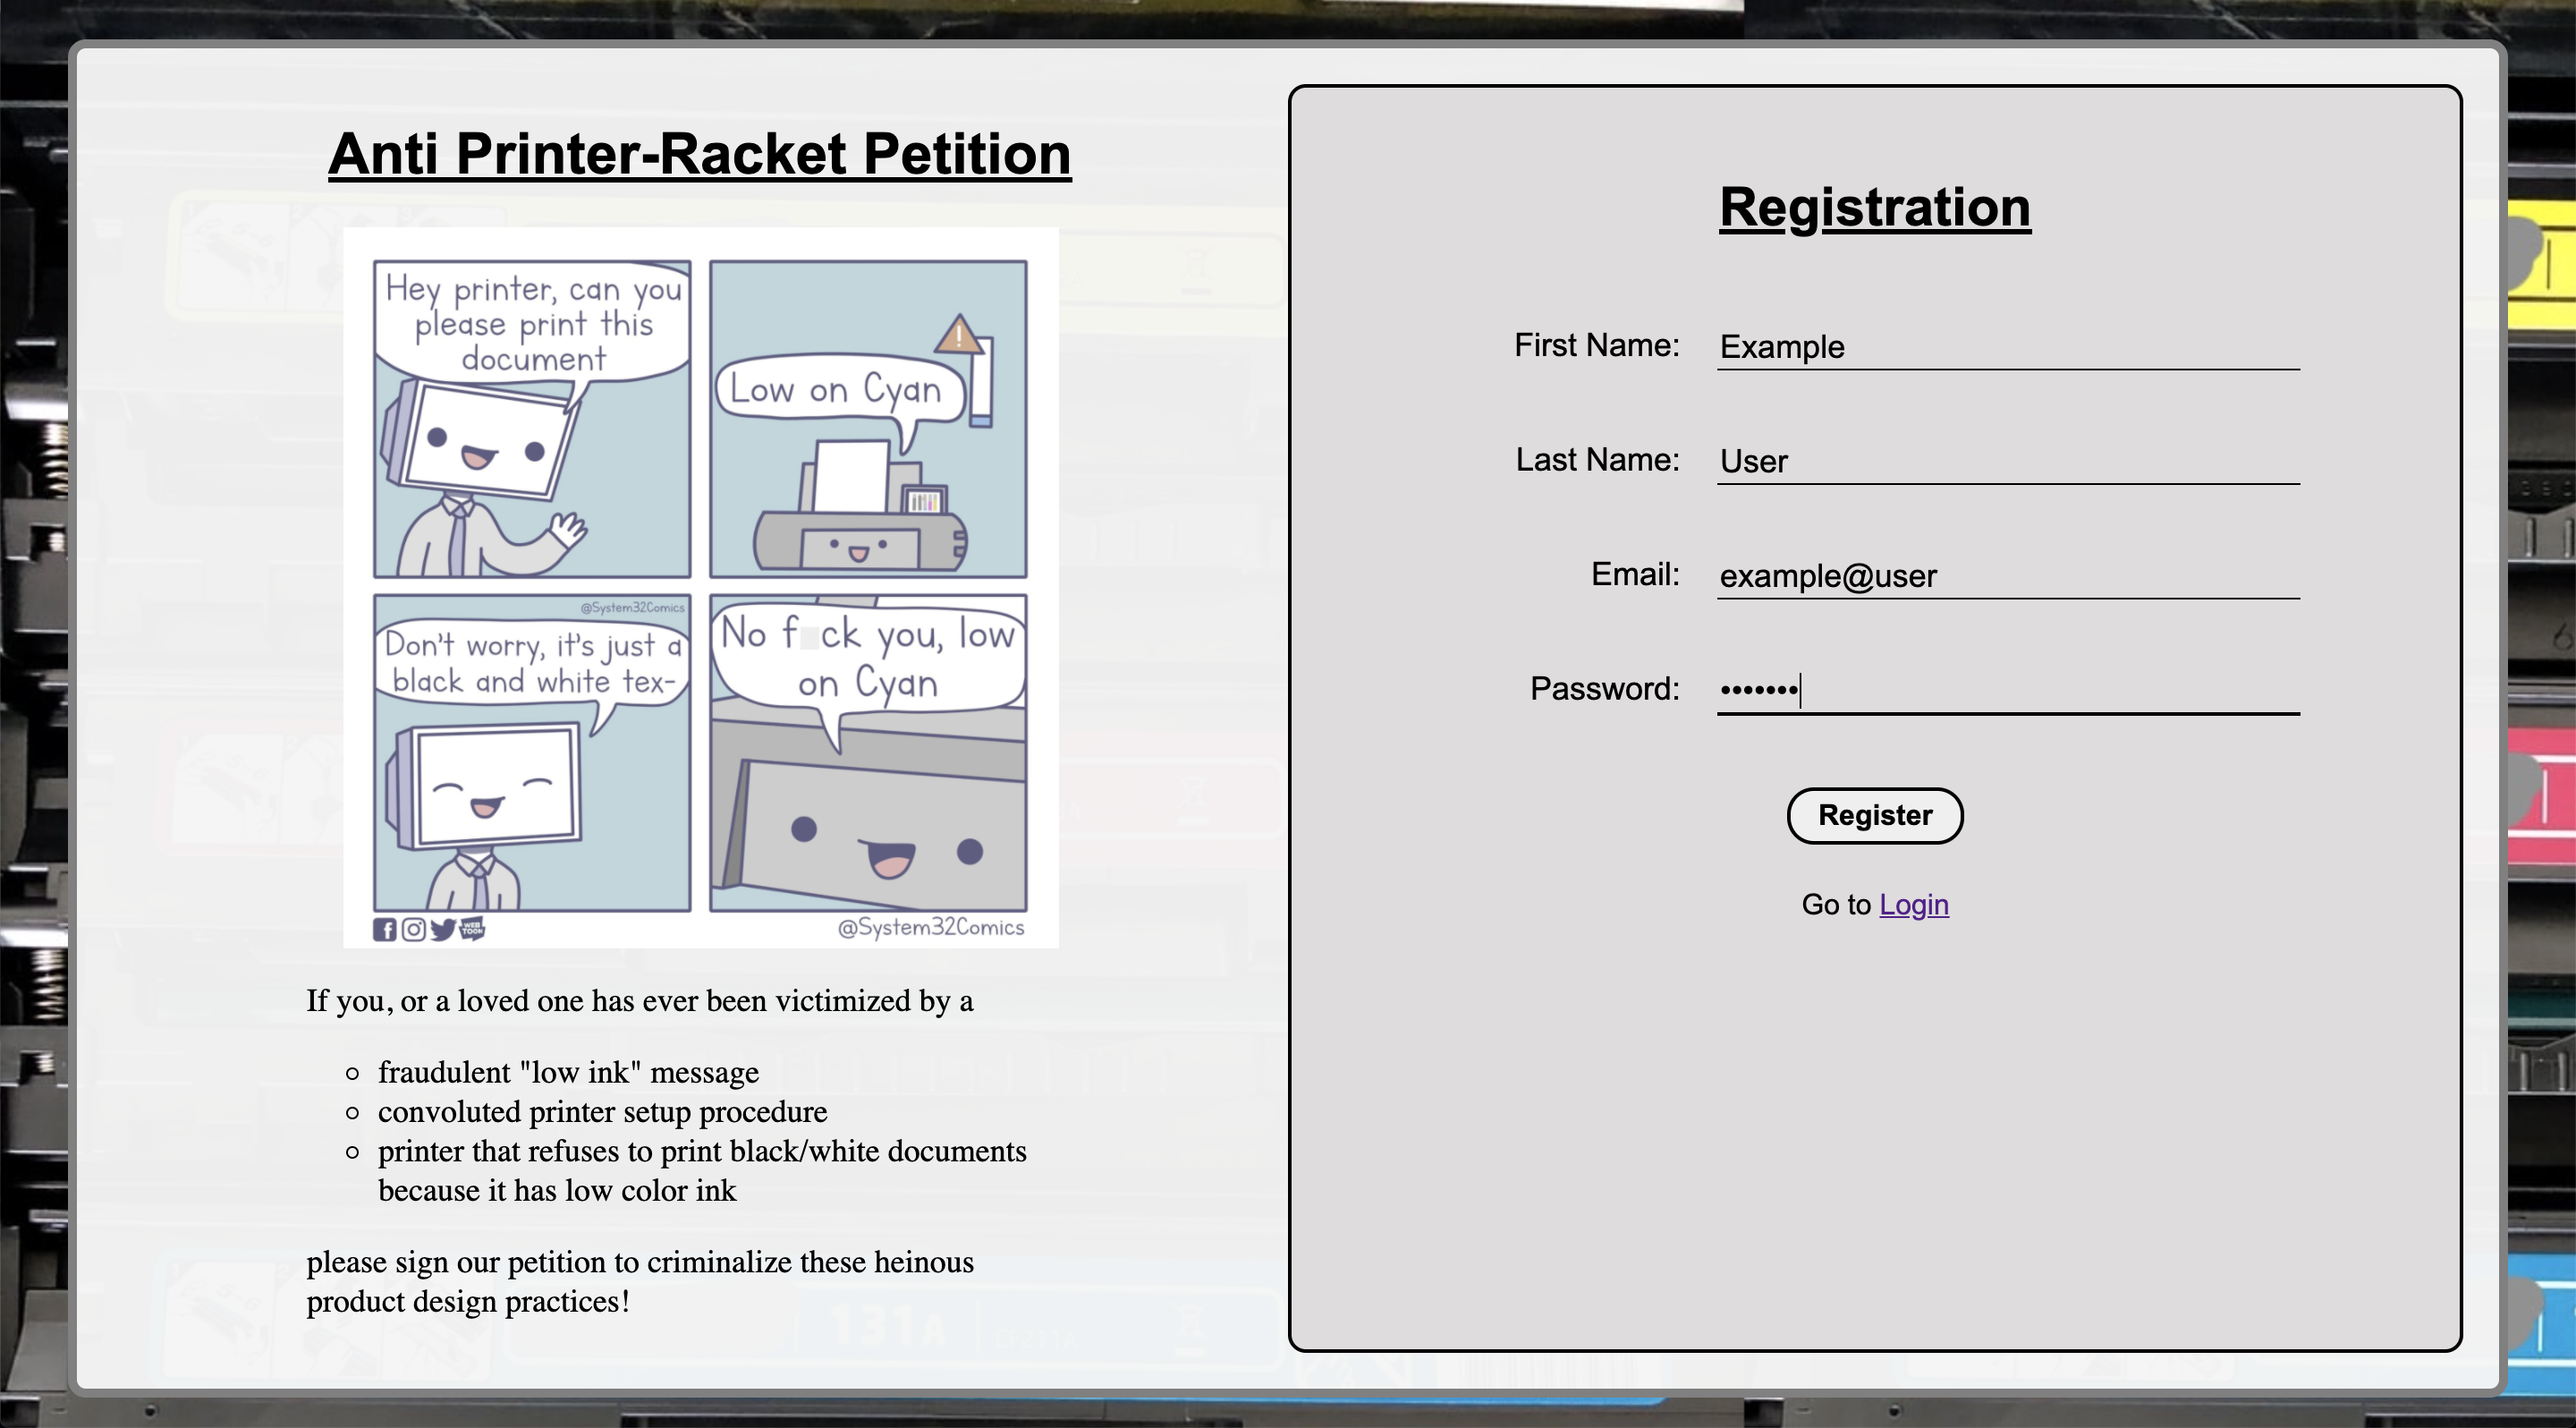 Anti Printer-Racket Petition
Hey printer, can you
please print this
document
!
Low on Cyan
@System32Comics
Don't worry, it's just a
black and white tex-
No f ck you, low
on Cyan
WEB
TOON
@System32Comics
If you, or a loved one has ever been victimized by a
fraudulent "low ink" message
convoluted printer setup procedure
printer that refuses to print black/white documents
because it has low color ink
please sign our petition to criminalize these heinous
product design practices!
131A
Registration
First Name: Example
Last Name: User
Email: example@user
Password: •••••••
Register
Go to Login